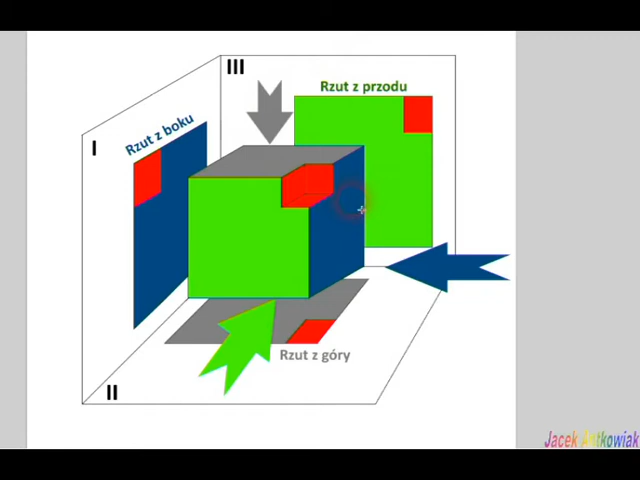 III
Rzut z przodu
I
Rzut z boku
Rzut z góry
II
Jacek Antkowiak